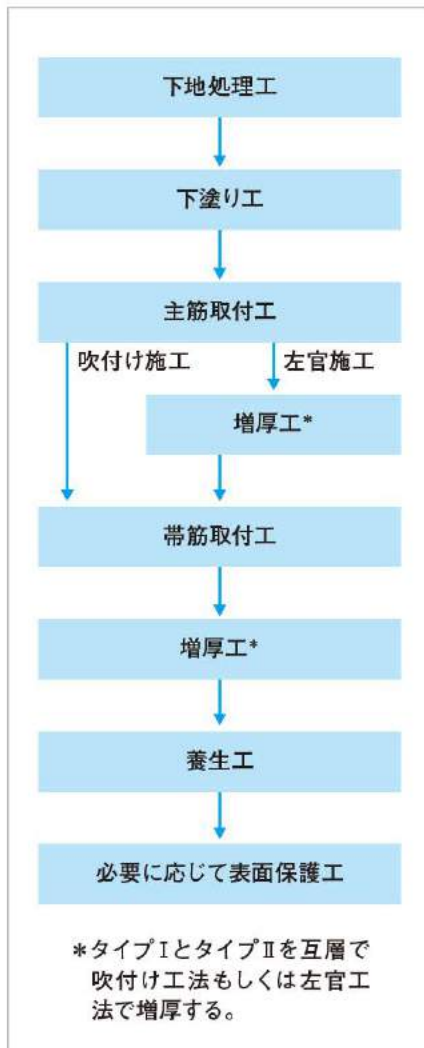 下地処理工
下塗り工
主筋取付工
吹付け施工
左官施工
増厚工*
帯筋取付工
増厚工*
養生工
必要に応じて表面保護工
*タイプⅠとタイプⅡを互層で
吹付け工法もしくは左官工
法で増厚する。